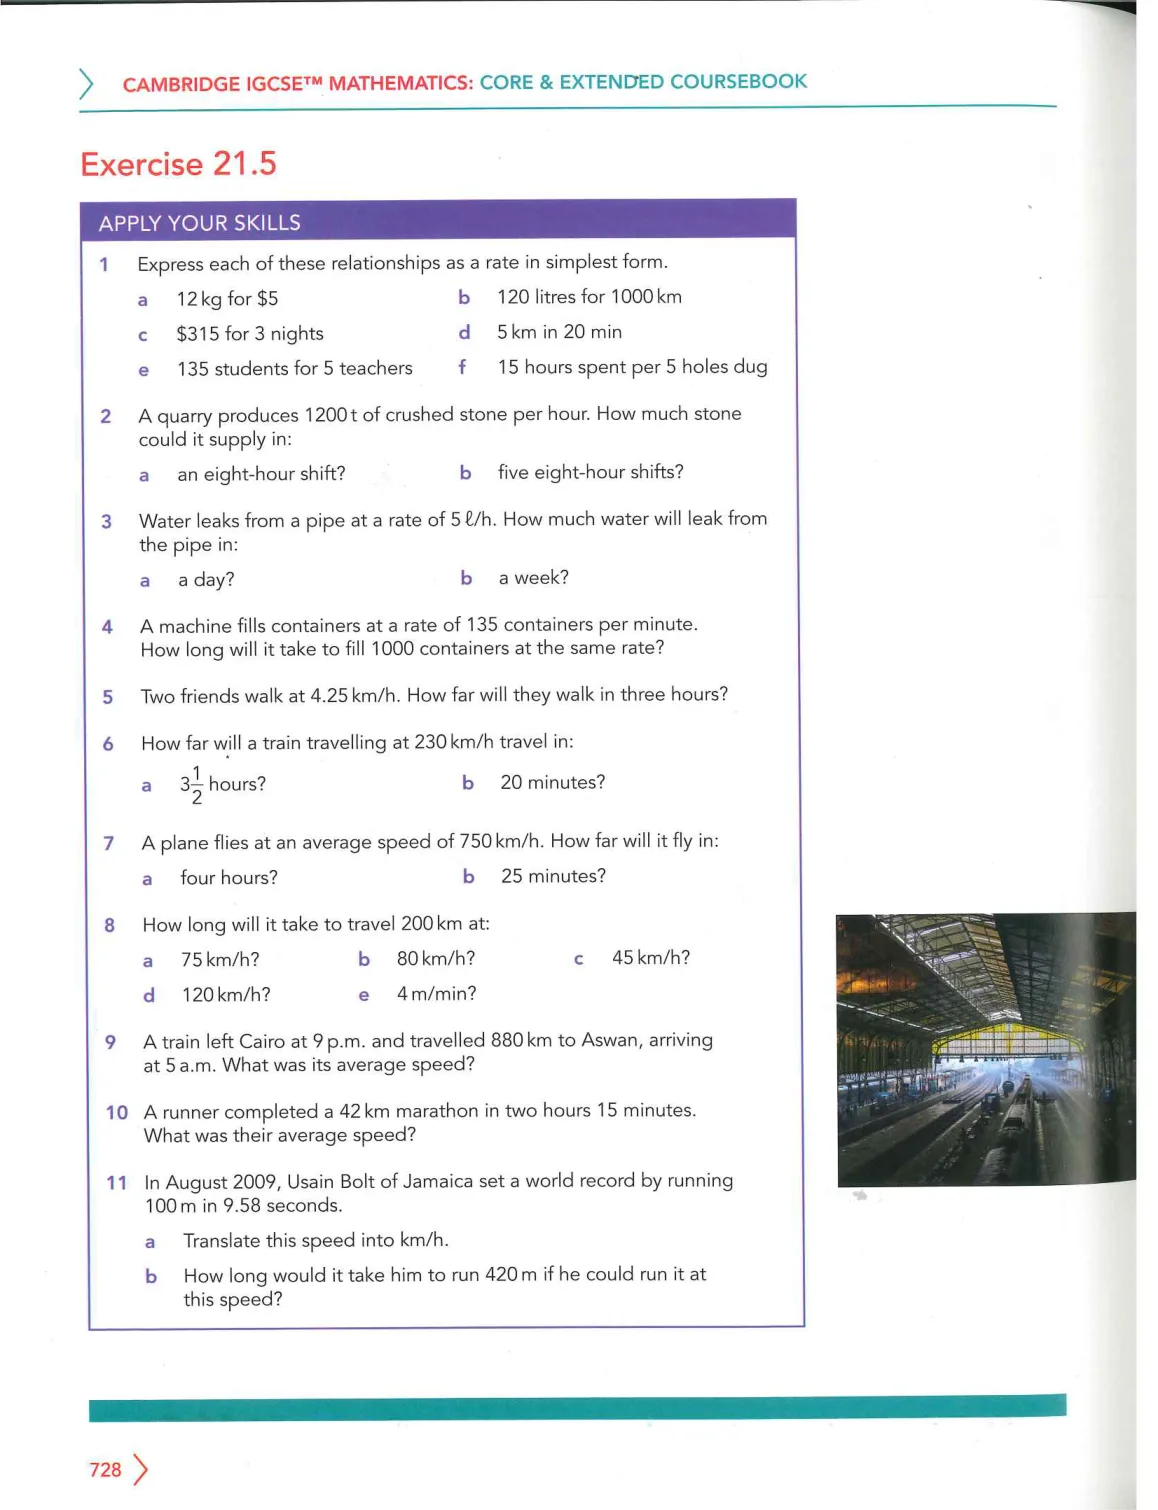 CAMBRIDGE IGCSE™ MATHEMATICS: CORE & EXTENDED COURSEBOOK
Exercise 21.5
APPLY YOUR SKILLS
1 Express each of these relationships as a rate in simplest form.
a 12 kg for $5 b 120 litres for 1000 km
c $315 for 3 nights d 5 km in 20 min
e 135 students for 5 teachers f 15 hours spent per 5 holes dug
2 A quarry produces 1200 t of crushed stone per hour. How much stone
could it supply in:
a an eight-hour shift? b five eight-hour shifts?
3 Water leaks from a pipe at a rate of 5 ℓ/h. How much water will leak from
the pipe in:
a a day? b a week?
4 A machine fills containers at a rate of 135 containers per minute.
How long will it take to fill 1000 containers at the same rate?
5 Two friends walk at 4.25 km/h. How far will they walk in three hours?
6 How far will a train travelling at 230 km/h travel in:
a 3 1/2 hours? b 20 minutes?
7 A plane flies at an average speed of 750 km/h. How far will it fly in:
a four hours? b 25 minutes?
8 How long will it take to travel 200 km at:
a 75 km/h? b 80 km/h? c 45 km/h?
d 120 km/h? e 4 m/min?
9 A train left Cairo at 9 p.m. and travelled 880 km to Aswan, arriving
at 5 a.m. What was its average speed?
10 A runner completed a 42 km marathon in two hours 15 minutes.
What was their average speed?
11 In August 2009, Usain Bolt of Jamaica set a world record by running
100 m in 9.58 seconds.
a Translate this speed into km/h.
b How long would it take him to run 420 m if he could run it at
this speed?
728